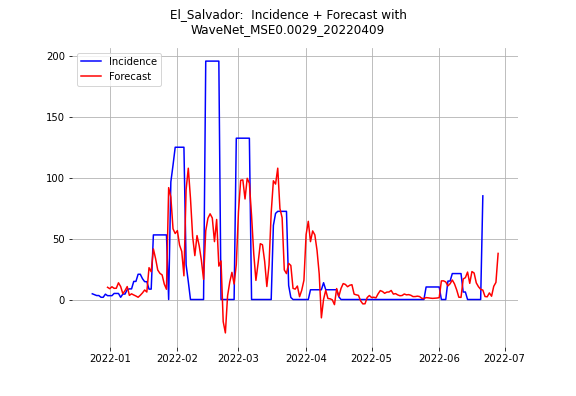 El_Salvador:  Incidence + Forecast with
WaveNet_MSE0.0029_20220409
Incidence
Forecast
200
150
100
50
0
2022-01 2022-02 2022-03 2022-04 2022-05 2022-06 2022-07